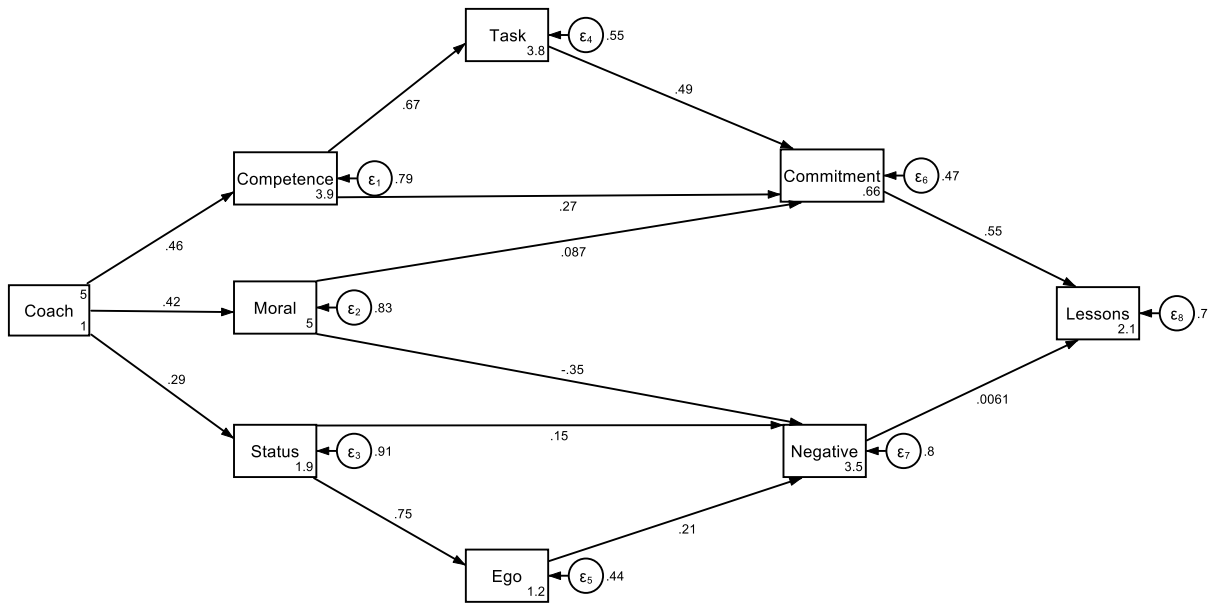 Task
3.8
ε4
.55
.67
.49
Competence
3.9
ε1
.79
Commitment
.66
ε6
.47
.27
.46
.087
.55
Coach
5
1
.42
Moral
5
ε2
.83
Lessons
2.1
ε8
.7
.29
-.35
.0061
Status
1.9
ε3
.91
.15
Negative
3.5
ε7
.8
.75
.21
Ego
1.2
ε5
.44